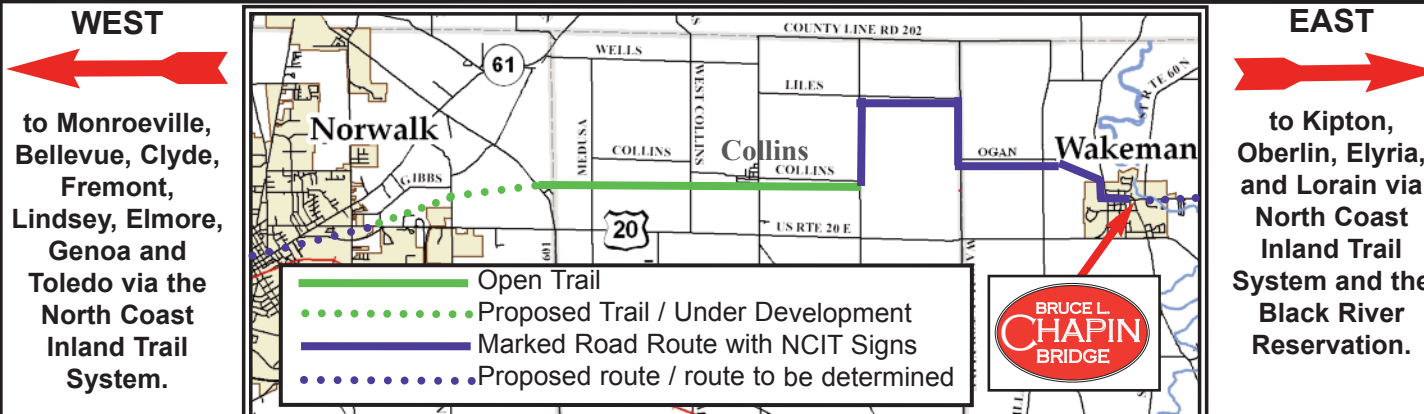 WEST
to Monroeville,
Bellevue, Clyde,
Fremont,
Lindsey, Elmore,
Genoa and
Toledo via the
North Coast
Inland Trail
System.
COUNTY LINE RD 202
WELLS
61
WEST COLLINS
LILES
ST RTE 60 N
Norwalk
MEDUSA
COLLINS
Collins
COLLINS
OGAN
Wakeman
GIBBS
20
US RTE 20 E
601
Open Trail
Proposed Trail / Under Development
Marked Road Route with NCIT Signs
Proposed route / route to be determined
BRUCE L.
CHAPIN
BRIDGE
EAST
to Kipton,
Oberlin, Elyria,
and Lorain via
North Coast
Inland Trail
System and the
Black River
Reservation.